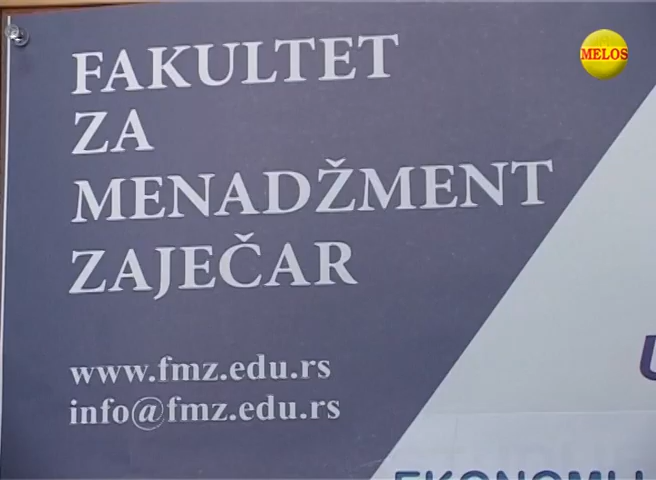 MELOS
FAKULTET
ZA
MENADŽMENT
ZAJEČAR
www.fmz.edu.rs
info@fmz.edu.rs